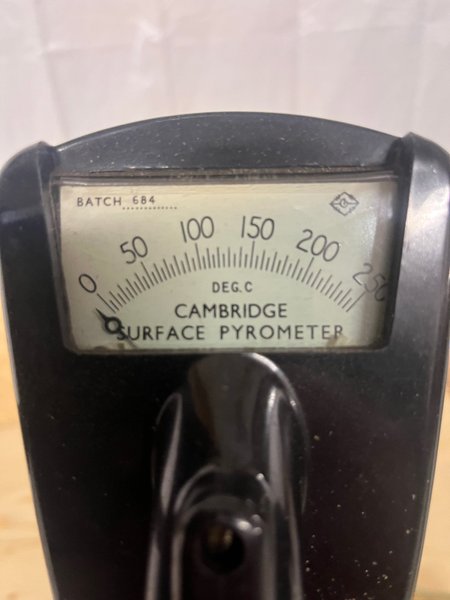 BATCH 684
0 50 100 150 200 250
DEG.C
CAMBRIDGE
SURFACE PYROMETER